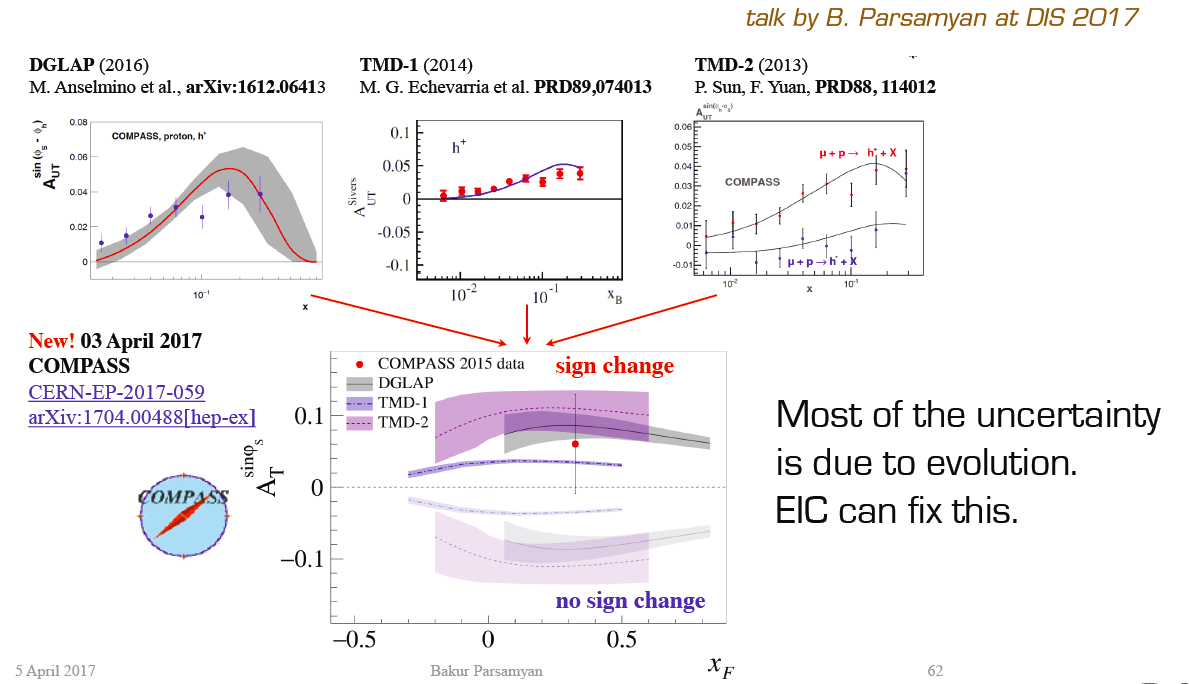 talk by B. Parsamyan at DIS 2017
DGLAP (2016)
M. Anselmino et al., arXiv:1612.06413
TMD-1 (2014)
M. G. Echevarria et al. PRD89,074013
TMD-2 (2013)
P. Sun, F. Yuan, PRD88, 114012
A_UT^sin(φ_s - φ_h)
COMPASS, proton, h⁺
0.08
0.06
0.04
0.02
0
10⁻¹
x
A_UT^Sivers
h⁺
0.1
0.05
0
-0.05
-0.1
10⁻²
10⁻¹
x_B
A_UT^sin(φ_h-φ_s)
0.06
0.05
0.04
0.03
0.02
0.01
0
-0.01
μ + p → h⁺ + X
COMPASS
μ + p → h⁻ + X
10⁻²
10⁻¹
x
New! 03 April 2017
COMPASS
CERN-EP-2017-059
arXiv:1704.00488[hep-ex]
COMPASS
COMPASS 2015 data
DGLAP
TMD-1
TMD-2
sign change
no sign change
A_T^sinφ_s
0.1
0
−0.1
−0.5
0
0.5
x_F
Most of the uncertainty
is due to evolution.
EIC can fix this.
5 April 2017
Bakur Parsamyan
62